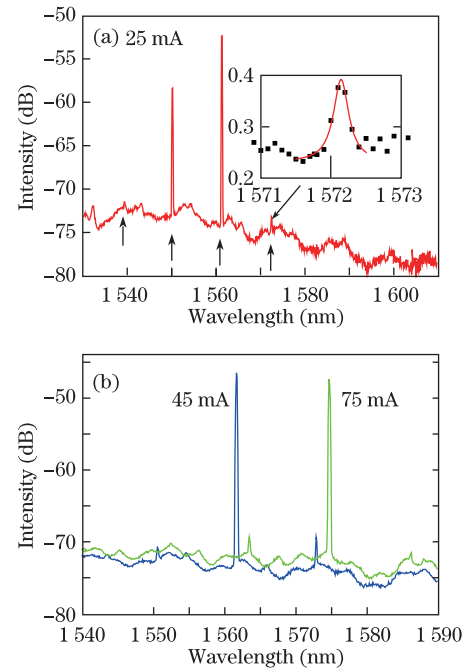 (a) 25 mA
Intensity (dB)
−50
−55
−60
−65
−70
−75
−80
0.4
0.3
0.2
1 571 1 572 1 573
1 540 1 560 1 580 1 600
Wavelength (nm)
(b)
45 mA 75 mA
Intensity (dB)
−50
−60
−70
−80
1 540 1 550 1 560 1 570 1 580 1 590
Wavelength (nm)